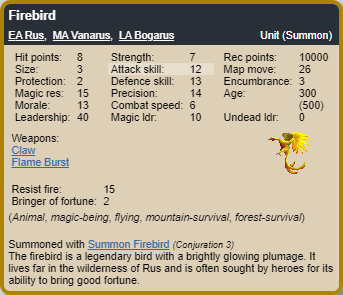 Firebird
EA Rus, MA Vanarus, LA Bogarus Unit (Summon)
Hit points: 8 Strength: 7 Rec points: 10000
Size: 3 Attack skill: 12 Map move: 26
Protection: 2 Defence skill: 13 Encumbrance: 3
Magic res: 15 Precision: 14 Age: 300
Morale: 13 Combat speed: 6 (500)
Leadership: 40 Magic ldr: 10 Undead ldr: 0
Weapons:
Claw
Flame Burst
Resist fire: 15
Bringer of fortune: 2
(Animal, magic-being, flying, mountain-survival, forest-survival)
Summoned with Summon Firebird (Conjuration 3)
The firebird is a legendary bird with a brightly glowing plumage. It
lives far in the wilderness of Rus and is often sought by heroes for its
ability to bring good fortune.